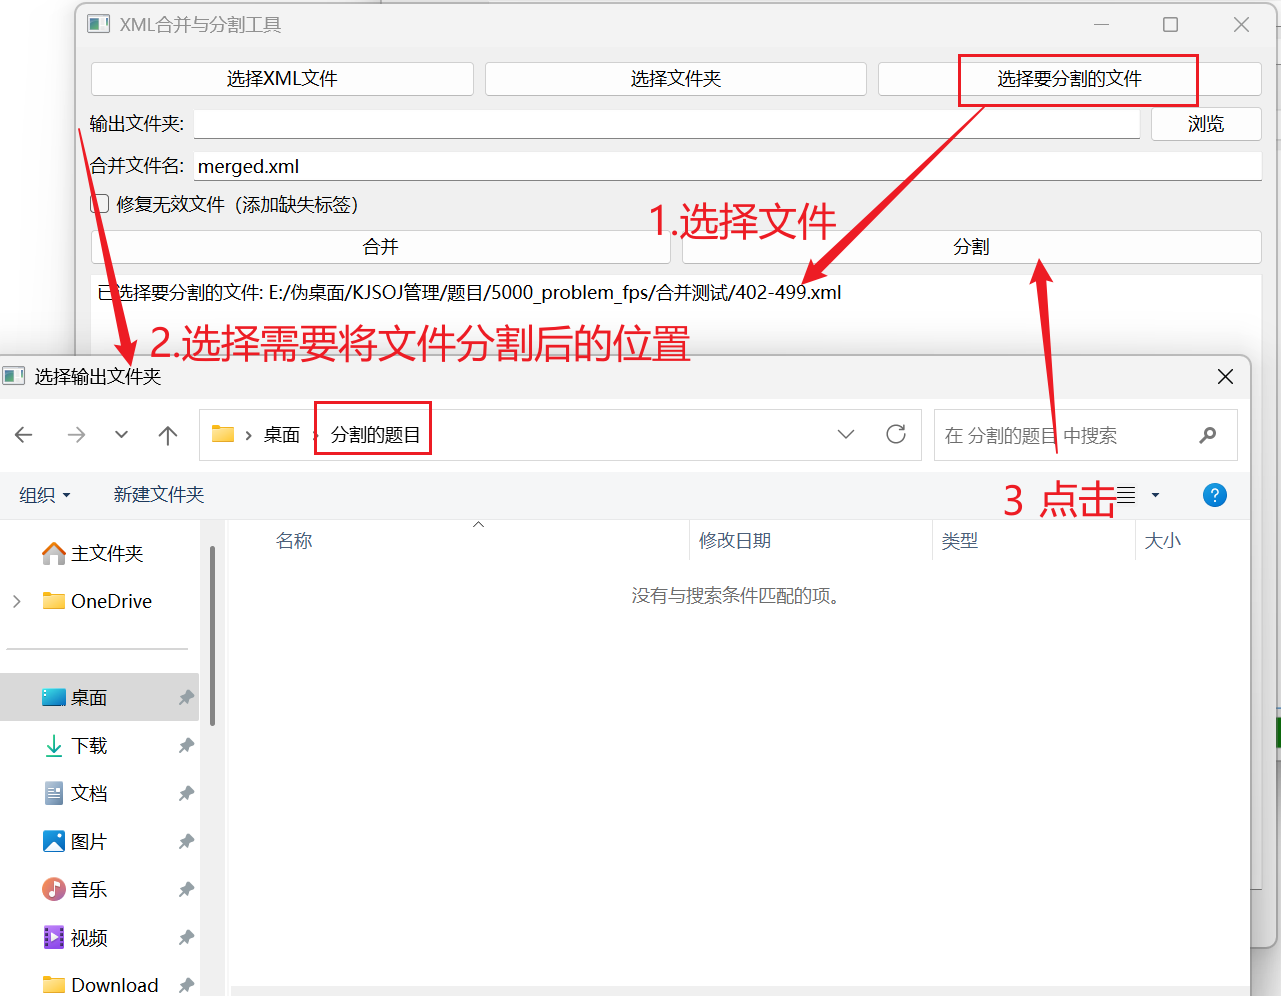 XML合并与分割工具
选择XML文件 选择文件夹 选择要分割的文件
输出文件夹: 浏览
合并文件名: merged.xml
修复无效文件（添加缺失标签）
1.选择文件
合并 分割
已选择要分割的文件: E:/伪桌面/KJSOJ管理/题目/5000_problem_fps/合并测试/402-499.xml
2.选择需要将文件分割后的位置
选择输出文件夹
桌面 分割的题目 在 分割的题目 中搜索
组织 新建文件夹 3 点击
名称 修改日期 类型 大小
没有与搜索条件匹配的项。
主文件夹
OneDrive
桌面
下载
文档
图片
音乐
视频
Download